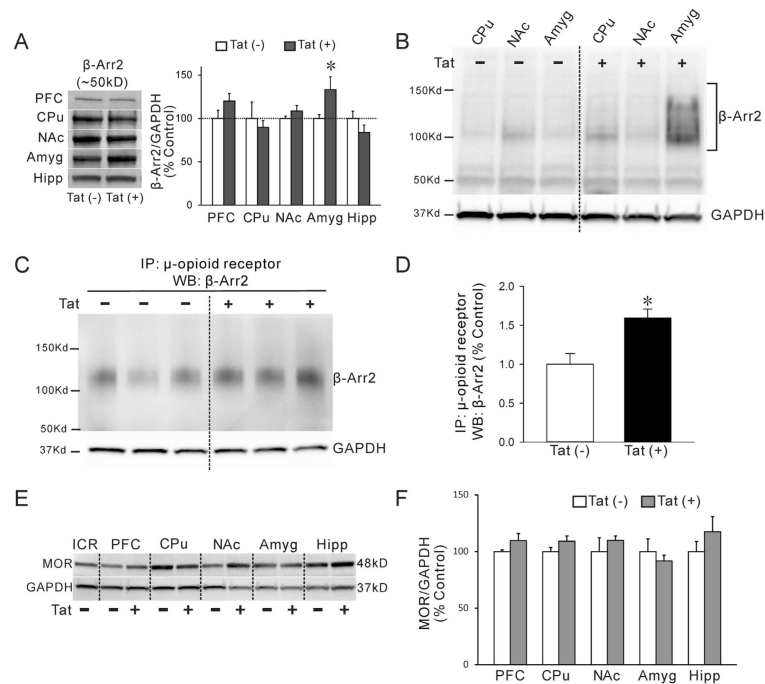 A
β-Arr2
(~50kD)
PFC
CPu
NAc
Amyg
Hipp
Tat (-) Tat (+)
Tat (-) Tat (+)
β-Arr2/GAPDH
(% Control)
150
100
50
0
*
PFC CPu NAc Amyg Hipp
B
CPu NAc Amyg CPu NAc Amyg
Tat - - - + + +
150Kd
100Kd
50Kd
37Kd
β-Arr2
GAPDH
C
IP: μ-opioid receptor
WB: β-Arr2
Tat - - - + + +
150Kd
100Kd
50Kd
37Kd
β-Arr2
GAPDH
D
IP: μ-opioid receptor
WB: β-Arr2 (% Control)
2.0
1.5
1.0
0.5
0.0
*
Tat (-) Tat (+)
E
ICR PFC CPu NAc Amyg Hipp
MOR 48kD
GAPDH 37kD
Tat - - + - + - + - + - +
F
Tat (-) Tat (+)
MOR/GAPDH
(% Control)
150
100
50
0
PFC CPu NAc Amyg Hipp